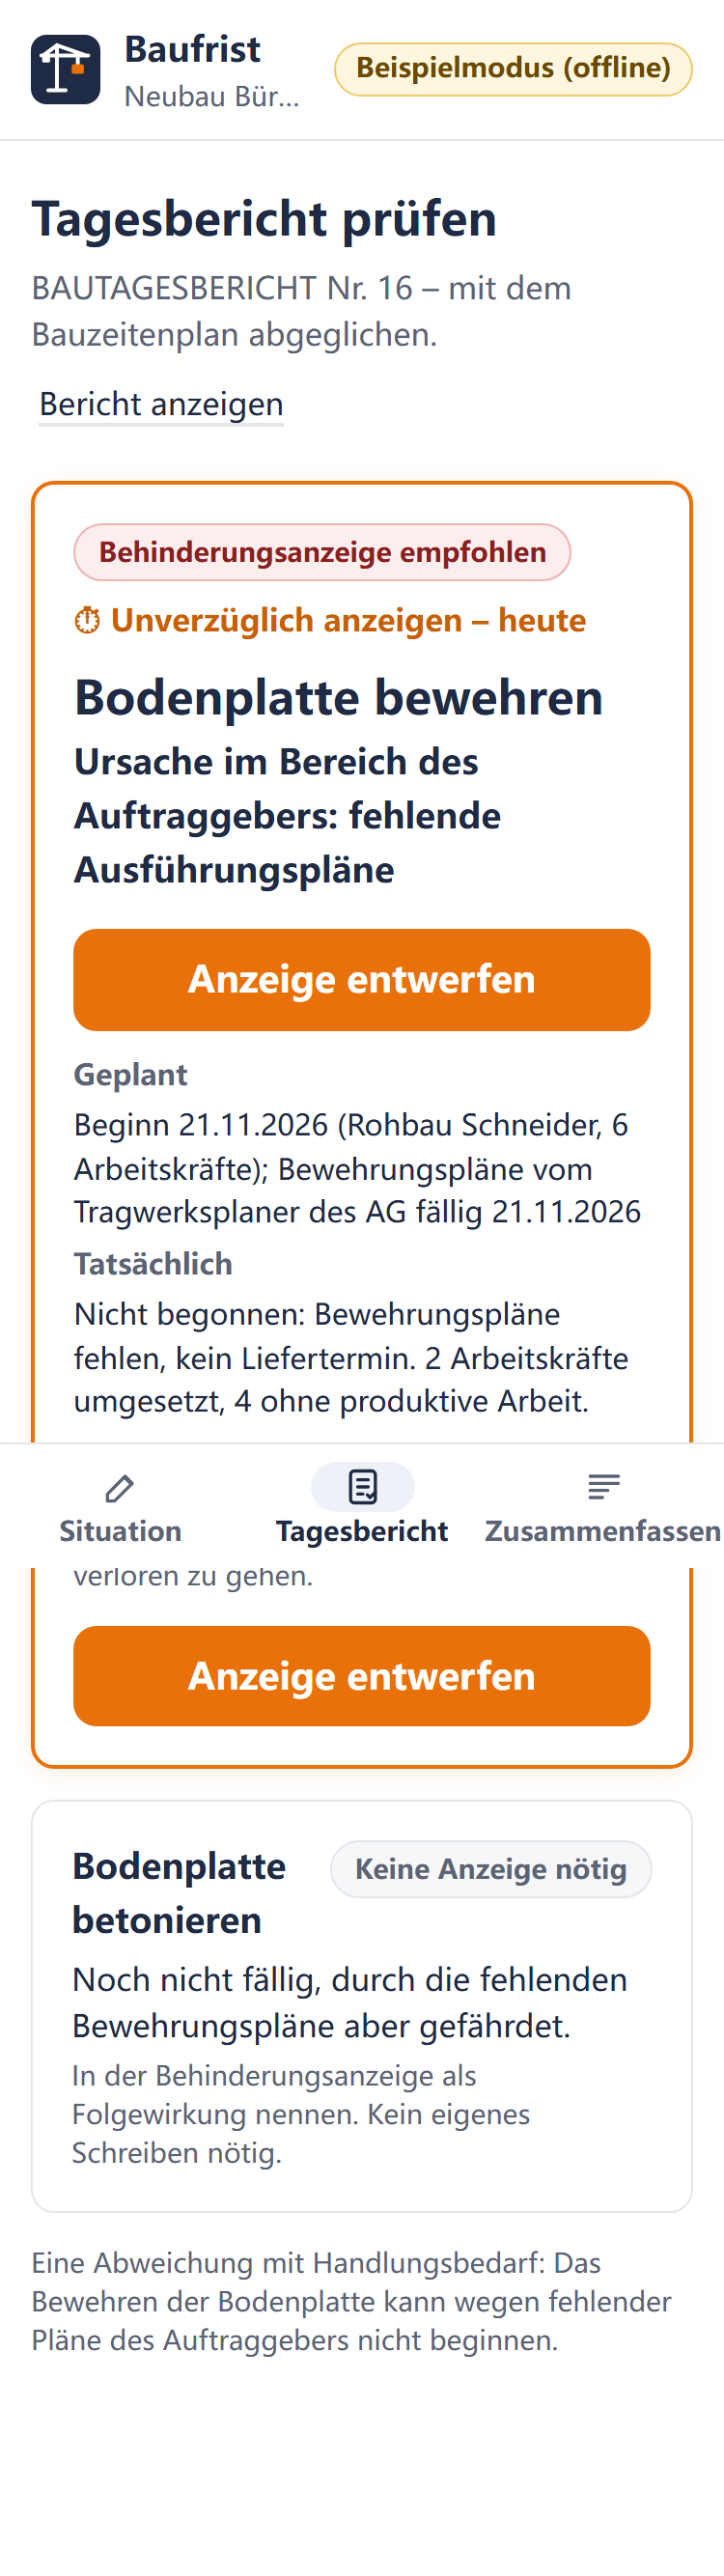 Baufrist
Neubau Bür...
Beispielmodus (offline)
Tagesbericht prüfen
BAUTAGESBERICHT Nr. 16 – mit dem
Bauzeitenplan abgeglichen.
Bericht anzeigen
Behinderungsanzeige empfohlen
⏱ Unverzüglich anzeigen – heute
Bodenplatte bewehren
Ursache im Bereich des
Auftraggebers: fehlende
Ausführungspläne
Anzeige entwerfen
Geplant
Beginn 21.11.2026 (Rohbau Schneider, 6
Arbeitskräfte); Bewehrungspläne vom
Tragwerksplaner des AG fällig 21.11.2026
Tatsächlich
Nicht begonnen: Bewehrungspläne
fehlen, kein Liefertermin. 2 Arbeitskräfte
umgesetzt, 4 ohne produktive Arbeit.
Situation
Tagesbericht
Zusammenfassen
verloren zu gehen.
Anzeige entwerfen
Bodenplatte
betonieren
Keine Anzeige nötig
Noch nicht fällig, durch die fehlenden
Bewehrungspläne aber gefährdet.
In der Behinderungsanzeige als
Folgewirkung nennen. Kein eigenes
Schreiben nötig.
Eine Abweichung mit Handlungsbedarf: Das
Bewehren der Bodenplatte kann wegen fehlender
Pläne des Auftraggebers nicht beginnen.